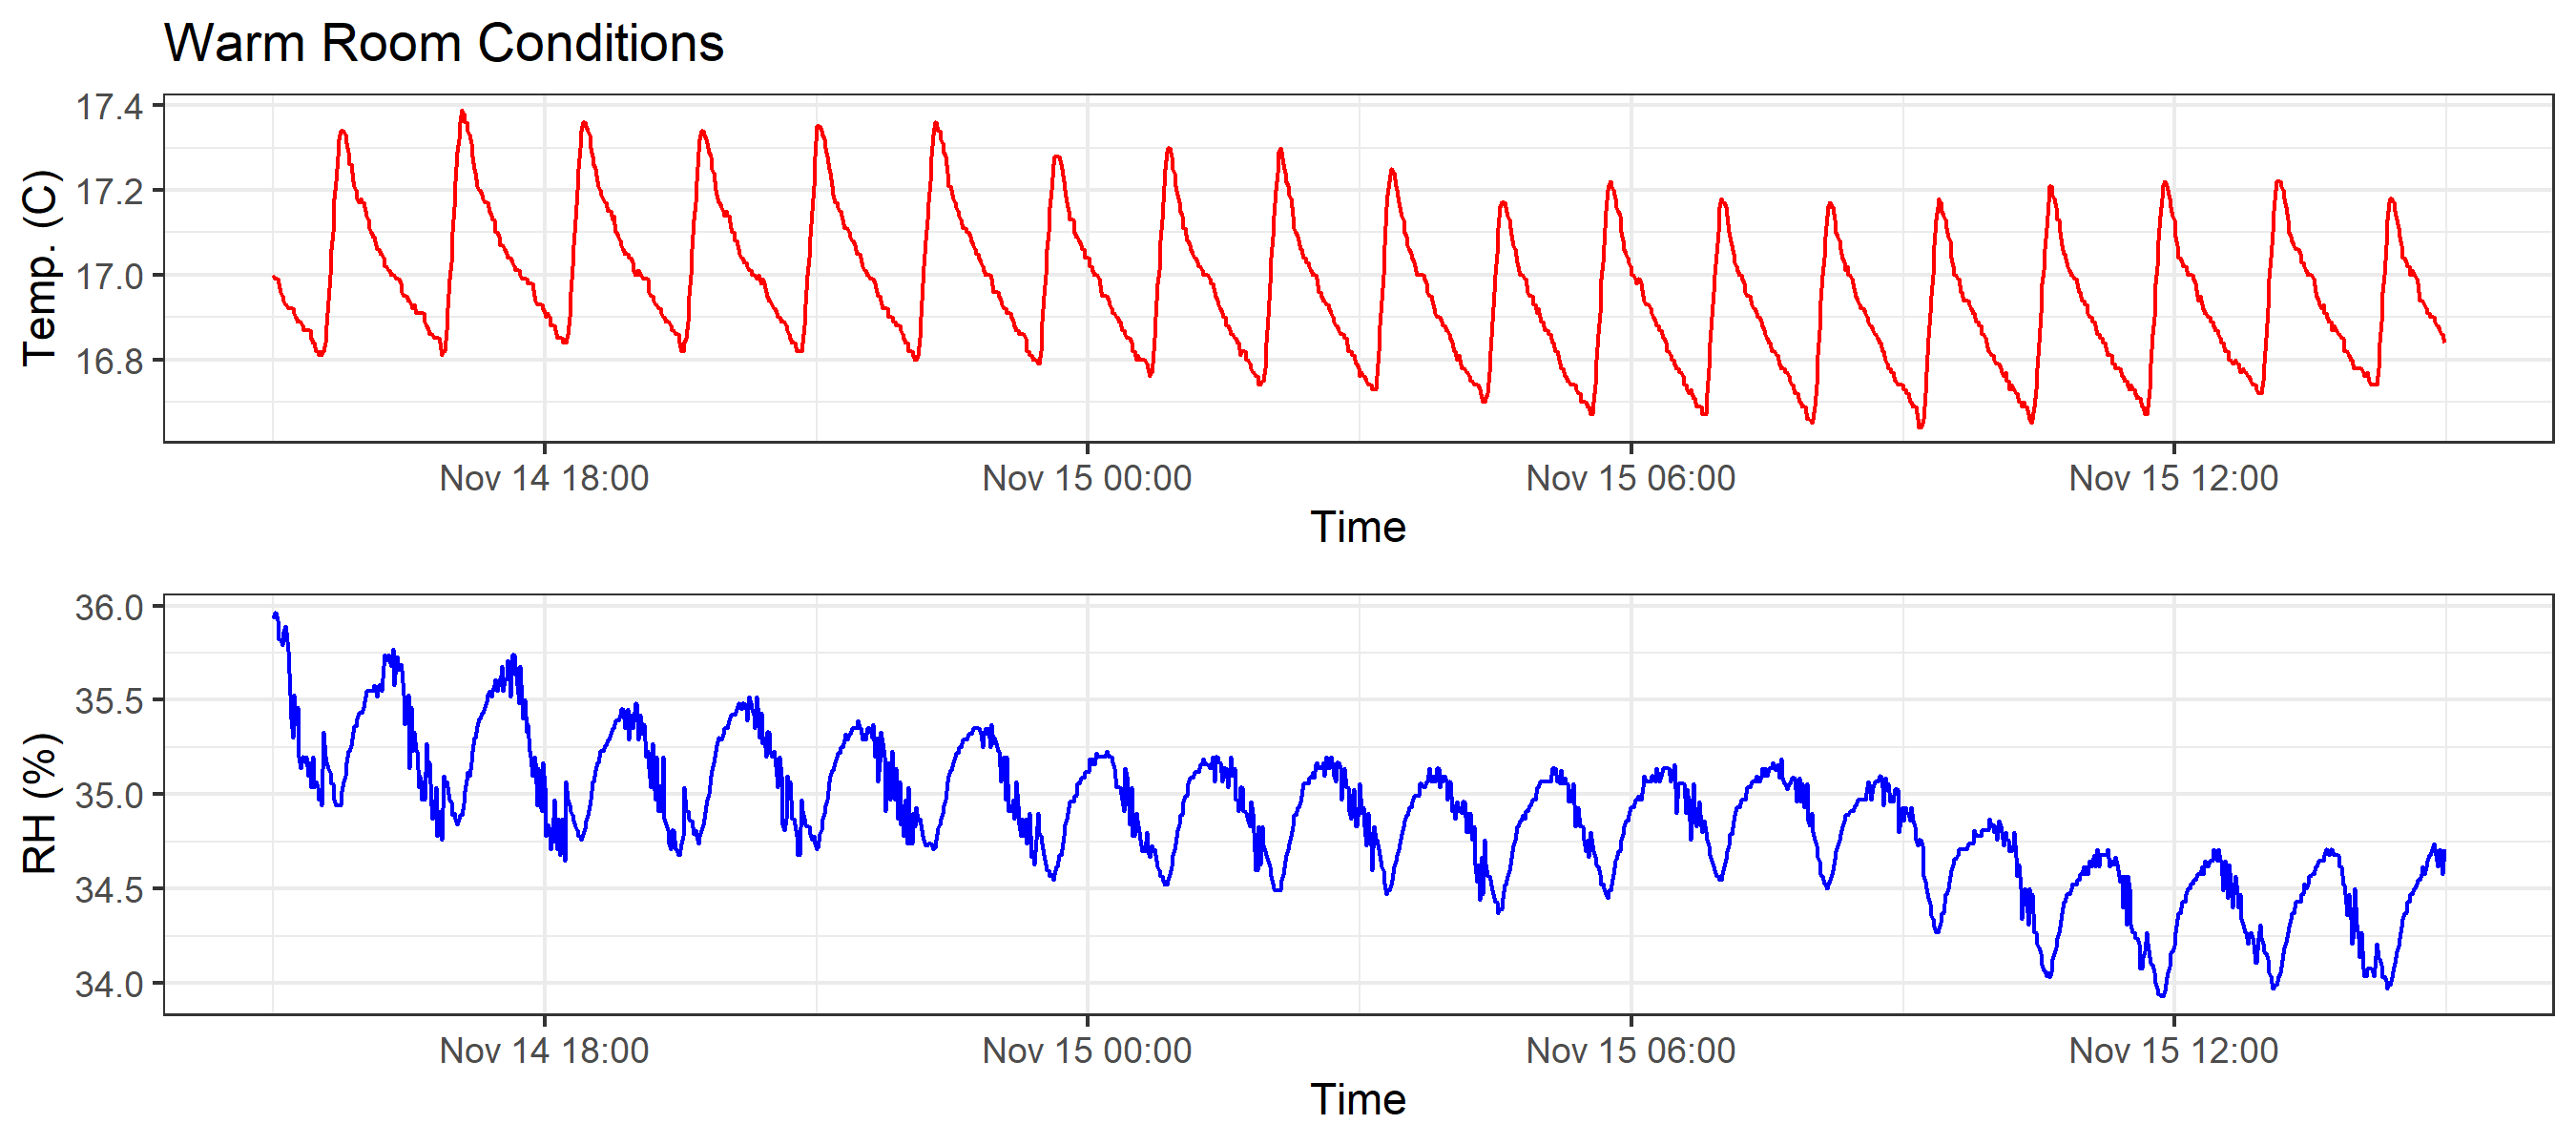 Warm Room Conditions
17.4
17.2
17.0
16.8
Temp. (C)
Nov 14 18:00 Nov 15 00:00 Nov 15 06:00 Nov 15 12:00
Time
36.0
35.5
35.0
34.5
34.0
RH (%)
Nov 14 18:00 Nov 15 00:00 Nov 15 06:00 Nov 15 12:00
Time